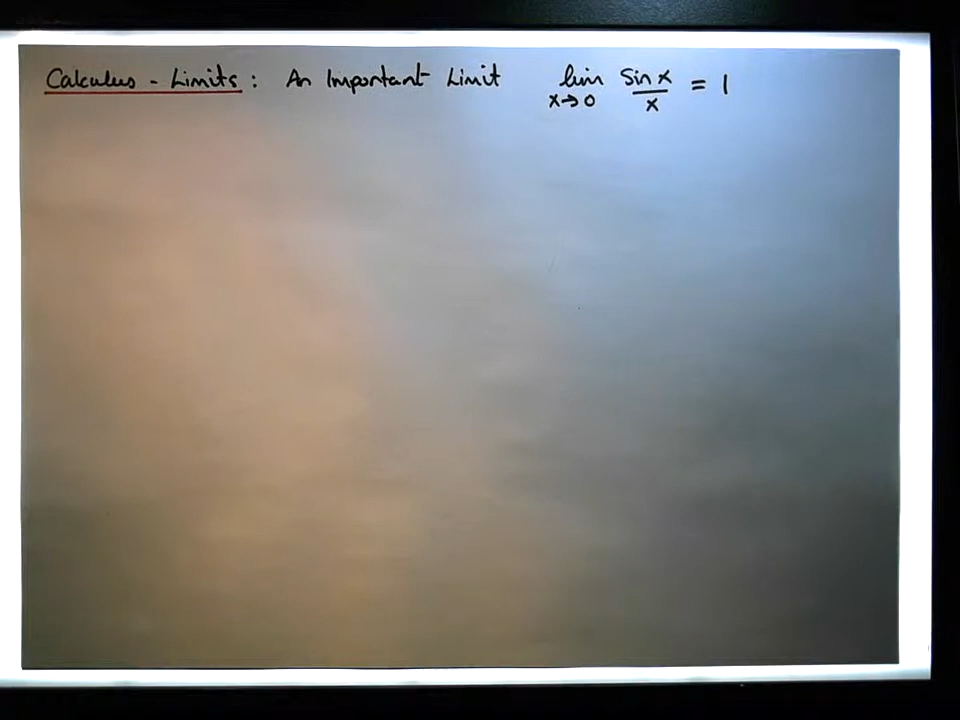 Calculus - Limits: An Important Limit lim x→0 sin x / x = 1